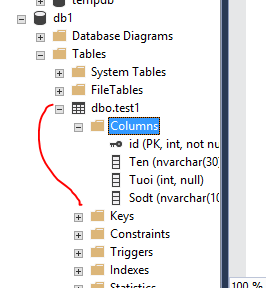 tempdb
db1
Database Diagrams
Tables
System Tables
FileTables
dbo.test1
Columns
id (PK, int, not nu
Ten (nvarchar(30)
Tuoi (int, null)
Sodt (nvarchar(10
Keys
Constraints
Triggers
Indexes
Statistics
100 %